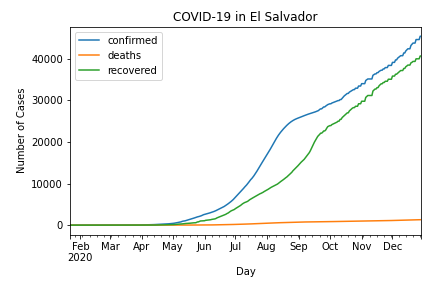 COVID-19 in El Salvador
confirmed
deaths
recovered
Number of Cases
40000
30000
20000
10000
0
Feb Mar Apr May Jun Jul Aug Sep Oct Nov Dec
2020
Day